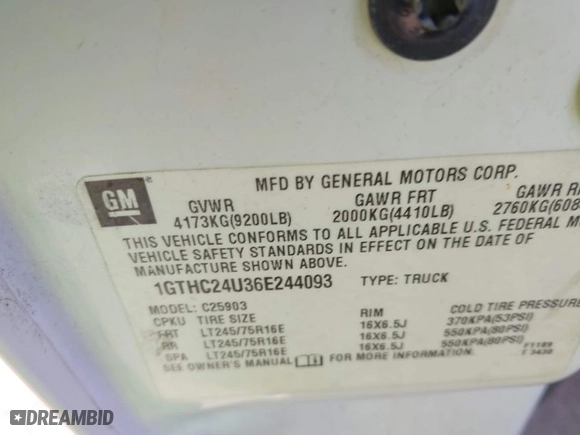 MFD BY GENERAL MOTORS CORP.
GM
GVWR GAWR FRT GAWR R
4173KG(9200LB) 2000KG(4410LB) 2760KG(608
THIS VEHICLE CONFORMS TO ALL APPLICABLE U.S. FEDERAL M
VEHICLE SAFETY STANDARDS IN EFFECT ON THE DATE OF
MANUFACTURE SHOWN ABOVE.
1GTHC24U36E244093 TYPE: TRUCK
MODEL: C25903
CPKU TIRE SIZE RIM COLD TIRE PRESSURE
FRT LT245/75R16E 16X6.5J 370KPA(53PSI)
RR LT245/75R16E 16X6.5J 550KPA(80PSI)
SPA LT245/75R16E 16X6.5J 550KPA(80PSI)
SEE OWNER'S MANUAL FOR MORE INFORMATION.
DREAMBID